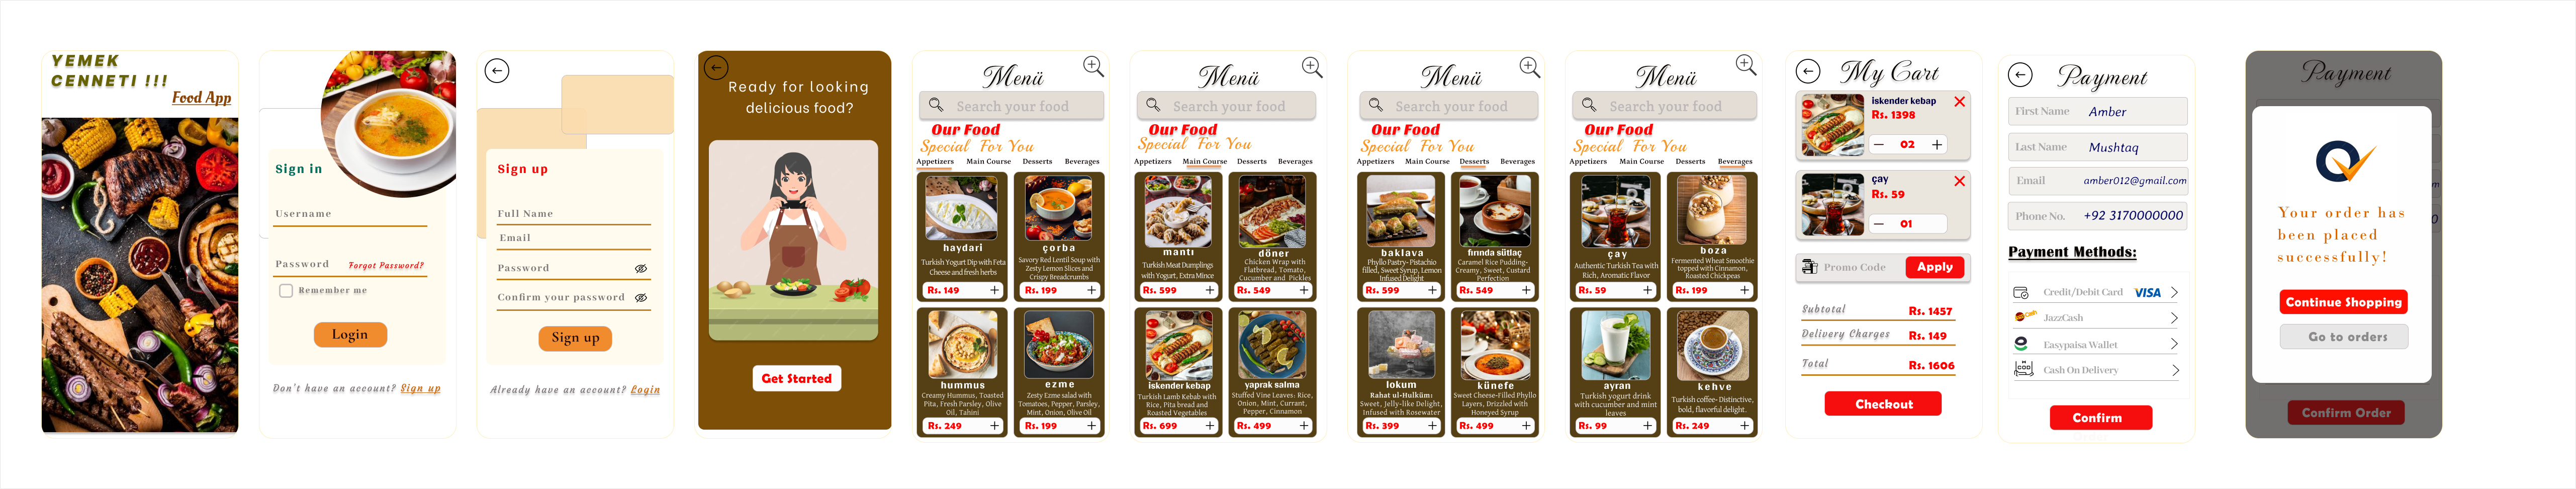 YEMEK
CENNETI !!!
Food App
Sign in
Username
Password Forgot Password?
Remember me
Login
Don't have an account? Sign up
Sign up
Full Name
Email
Password
Confirm your password
Sign up
Already have an account? Login
Ready for looking
delicious food?
Get Started
Menü
Search your food
Our Food
Special For You
Appetizers Main Course Desserts Beverages
haydari
Turkish Yogurt Dip with Feta
Cheese and fresh herbs
Rs. 149 +
çorba
Savory Red Lentil Soup with
Zesty Lemon Slices and
Crispy Breadcrumbs
Rs. 199 +
hummus
Creamy Hummus, Toasted
Pita, Fresh Parsley, Olive
Oil, Tahini
Rs. 249 +
ezme
Zesty Ezme salad with
Tomatoes, Pepper, Parsley,
Mint, Onion, Olive Oil
Rs. 199 +
Menü
Search your food
Our Food
Special For You
Appetizers Main Course Desserts Beverages
mantı
Turkish Meat Dumplings
with Yogurt, Extra Mince
Rs. 599 +
döner
Chicken Wrap with
Flatbread, Tomato,
Cucumber and Pickles
Rs. 549 +
iskender kebap
Turkish Lamb Kebab with
Rice, Pita bread and
Roasted Vegetables
Rs. 699 +
yaprak salma
Stuffed Vine Leaves: Rice,
Onion, Mint, Currant,
Pepper, Cinnamon
Rs. 499 +
Menü
Search your food
Our Food
Special For You
Appetizers Main Course Desserts Beverages
baklava
Phyllo Pastry- Pistachio
filled, Sweet Syrup, Lemon
Infused Delight
Rs. 599 +
fırında sütlaç
Caramel Rice Pudding-
Creamy, Sweet, Custard
Perfection
Rs. 549 +
lokum
Rahat ul-Hulküm:
Sweet, Jelly-like Delight,
Infused with Rosewater
Rs. 399 +
künefe
Sweet Cheese-Filled Phyllo
Layers, Drizzled with
Honeyed Syrup
Rs. 499 +
Menü
Search your food
Our Food
Special For You
Appetizers Main Course Desserts Beverages
çay
Authentic Turkish Tea with
Rich, Aromatic Flavor
Rs. 59 +
boza
Fermented Wheat Smoothie
topped with Cinnamon,
Roasted Chickpeas
Rs. 199 +
ayran
Turkish yogurt drink
with cucumber and mint
leaves
Rs. 99 +
kehve
Turkish coffee- Distinctive,
bold, flavorful delight.
Rs. 249 +
My Cart
iskender kebap
Rs. 1398
− 02 +
çay
Rs. 59
− 01
Promo Code Apply
Subtotal Rs. 1457
Delivery Charges Rs. 149
Total Rs. 1606
Checkout
Payment
First Name Amber
Last Name Mushtaq
Email amber012@gmail.com
Phone No. +92 3170000000
Payment Methods:
Credit/Debit Card VISA
JazzCash
Easypaisa Wallet
COD Cash On Delivery
Confirm
Payment
Your order has
been placed
successfully!
Continue Shopping
Go to orders
Confirm Order